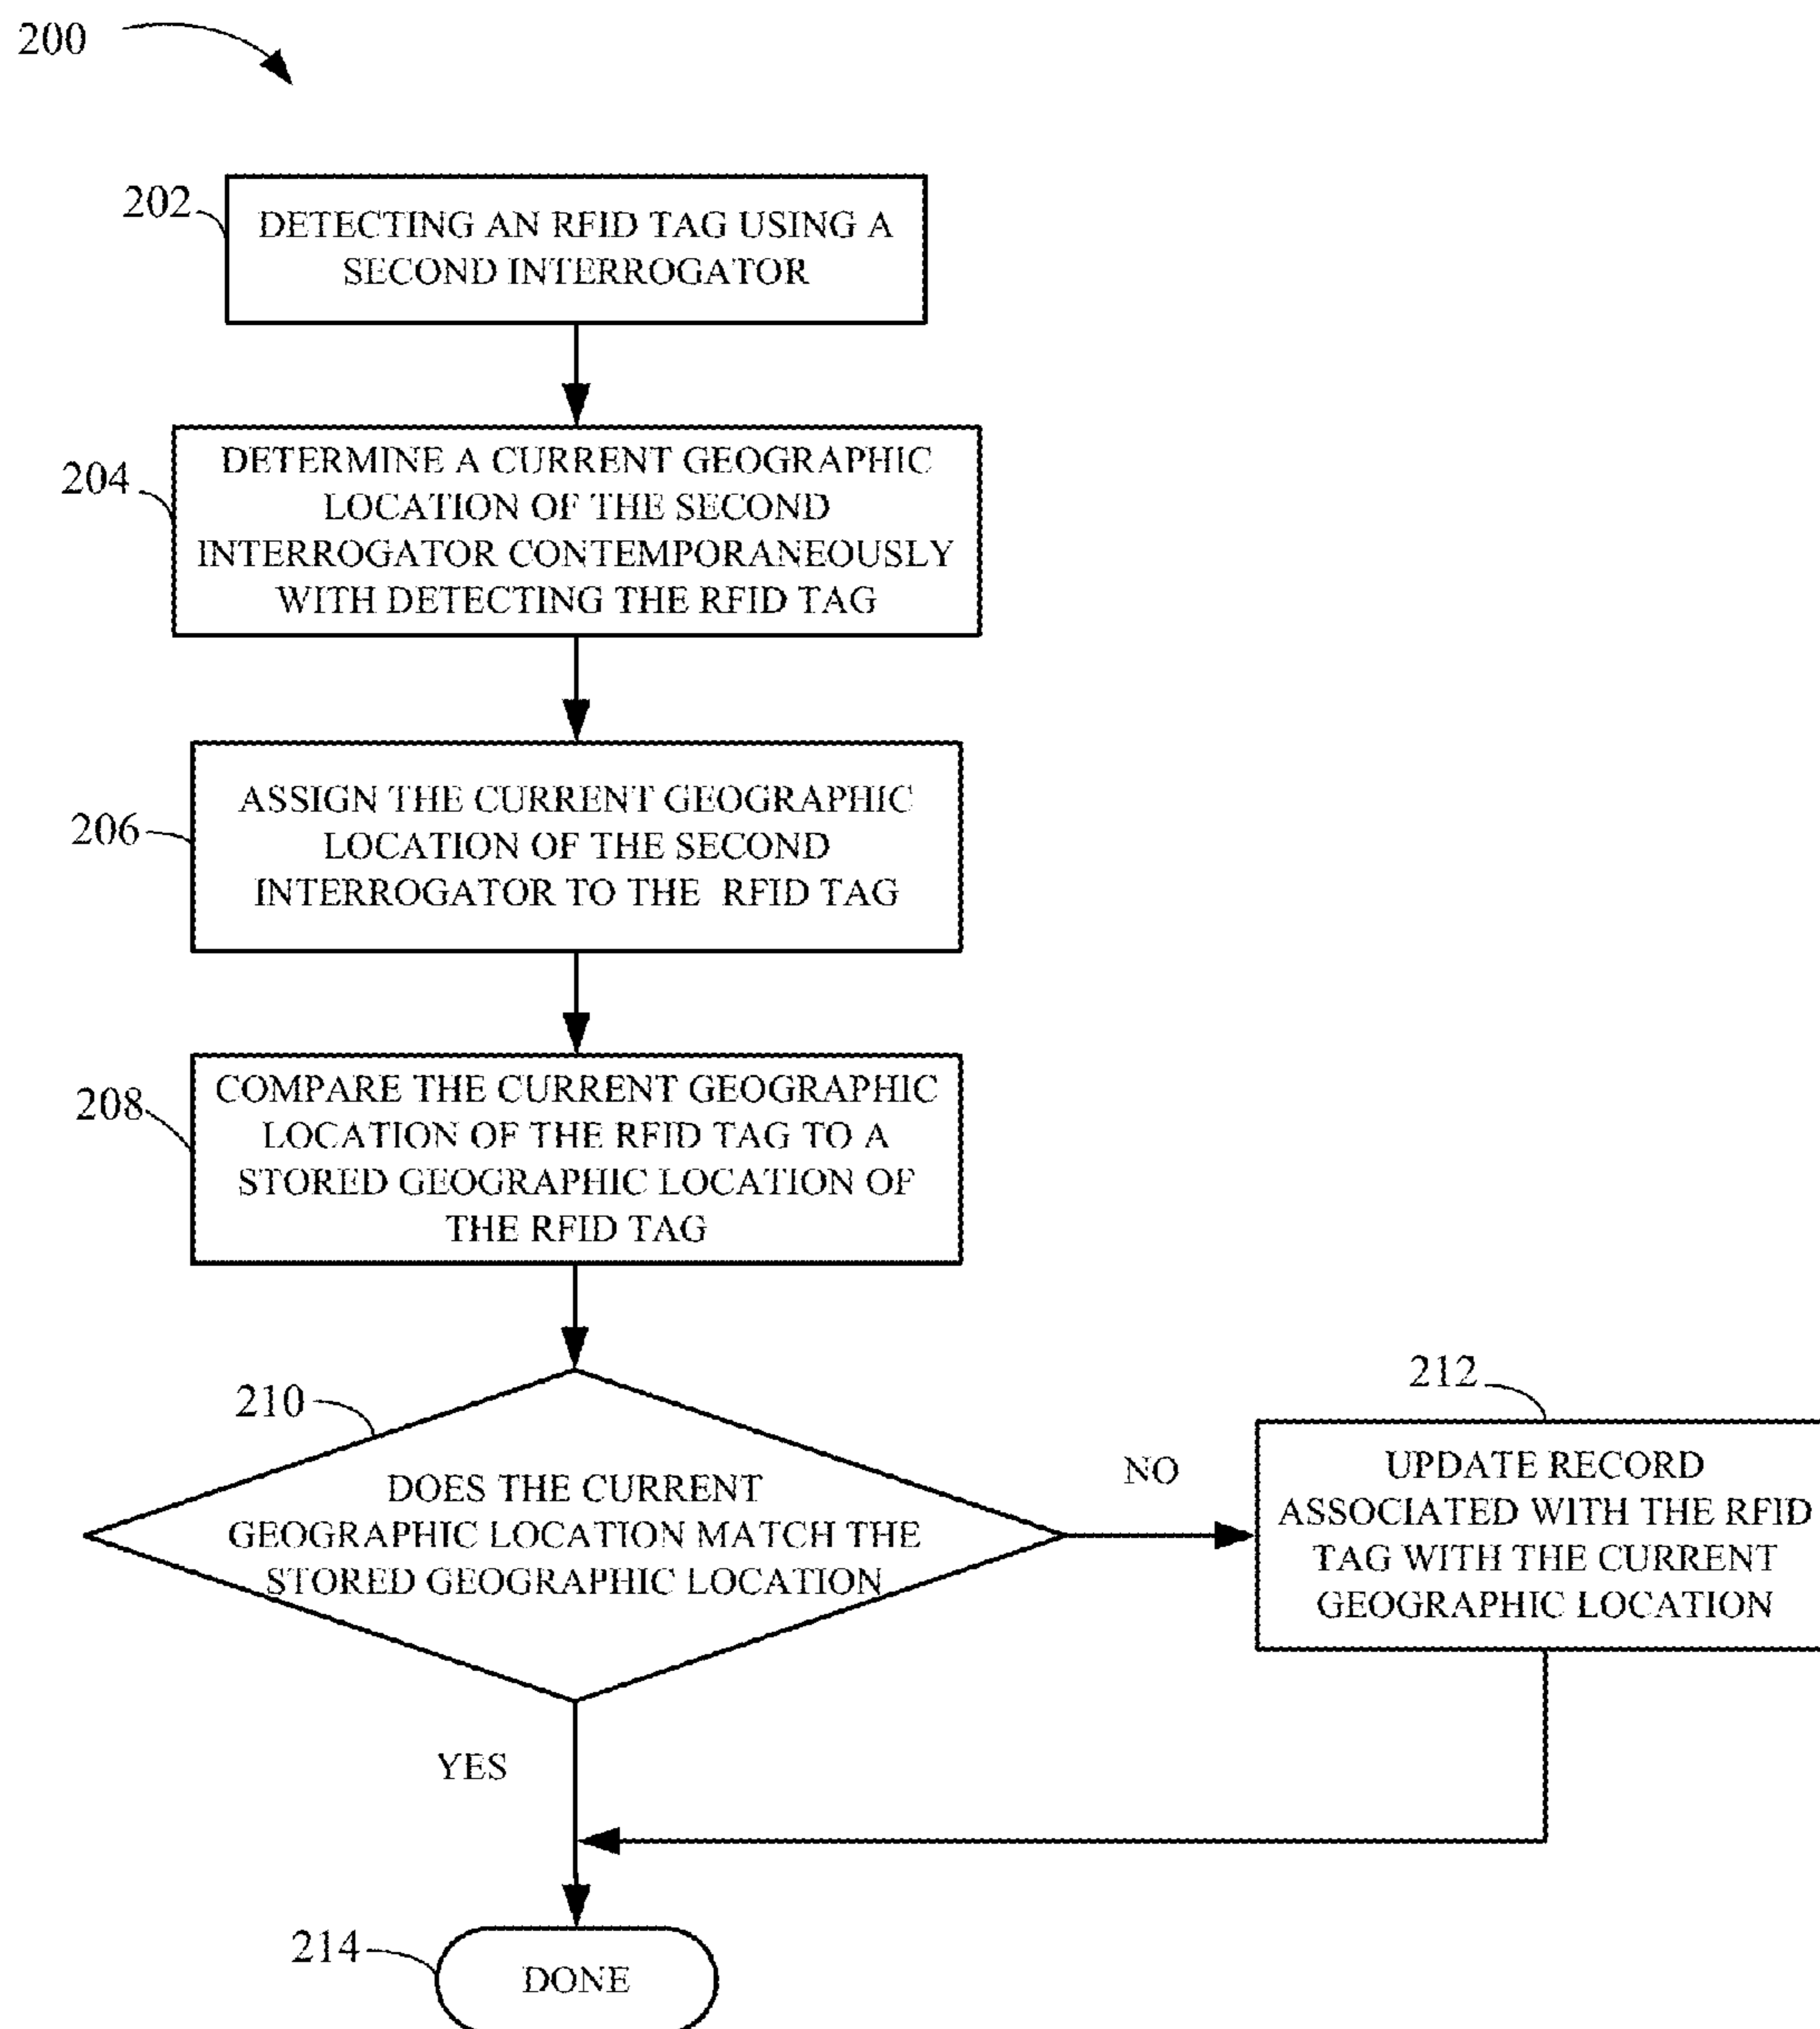 200
202
DETECTING AN RFID TAG USING A
SECOND INTERROGATOR
204
DETERMINE A CURRENT GEOGRAPHIC
LOCATION OF THE SECOND
INTERROGATOR CONTEMPORANEOUSLY
WITH DETECTING THE RFID TAG
206
ASSIGN THE CURRENT GEOGRAPHIC
LOCATION OF THE SECOND
INTERROGATOR TO THE RFID TAG
208
COMPARE THE CURRENT GEOGRAPHIC
LOCATION OF THE RFID TAG TO A
STORED GEOGRAPHIC LOCATION OF
THE RFID TAG
210
DOES THE CURRENT
GEOGRAPHIC LOCATION MATCH THE
STORED GEOGRAPHIC LOCATION
NO
212
UPDATE RECORD
ASSOCIATED WITH THE RFID
TAG WITH THE CURRENT
GEOGRAPHIC LOCATION
YES
214
DONE